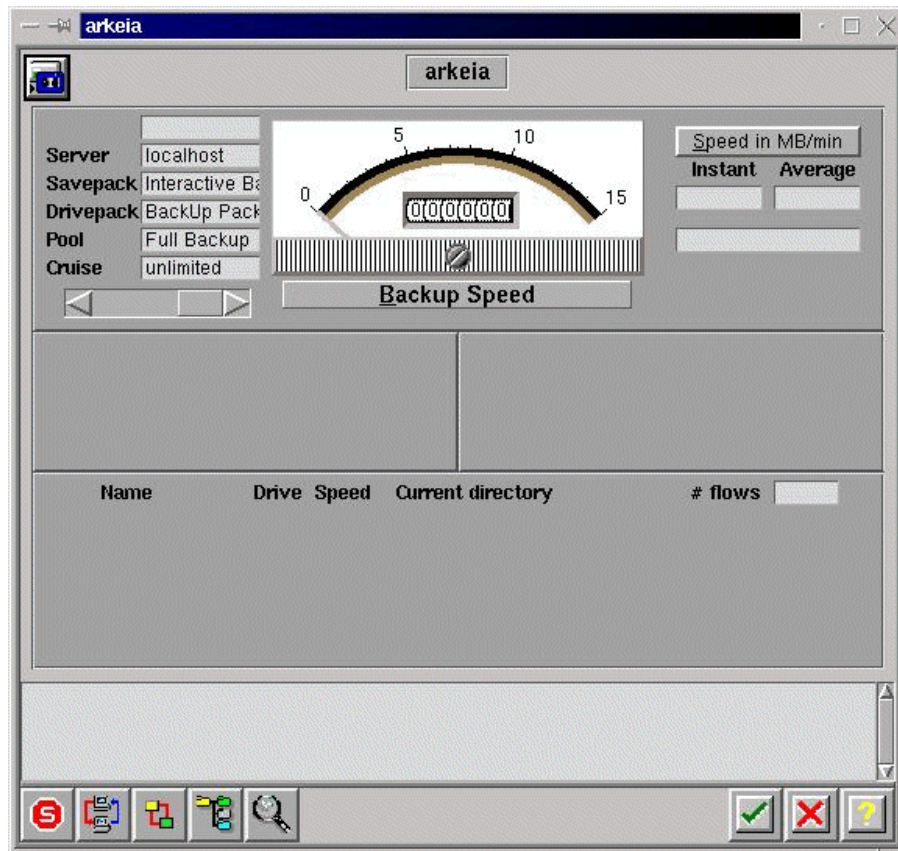 arkeia
arkeia
Server localhost
Savepack Interactive Ba
Drivepack BackUp Pack
Pool Full Backup
Cruise unlimited
0 5 10 15
000000
Backup Speed
Speed in MB/min
Instant Average
Name Drive Speed Current directory # flows
S
?